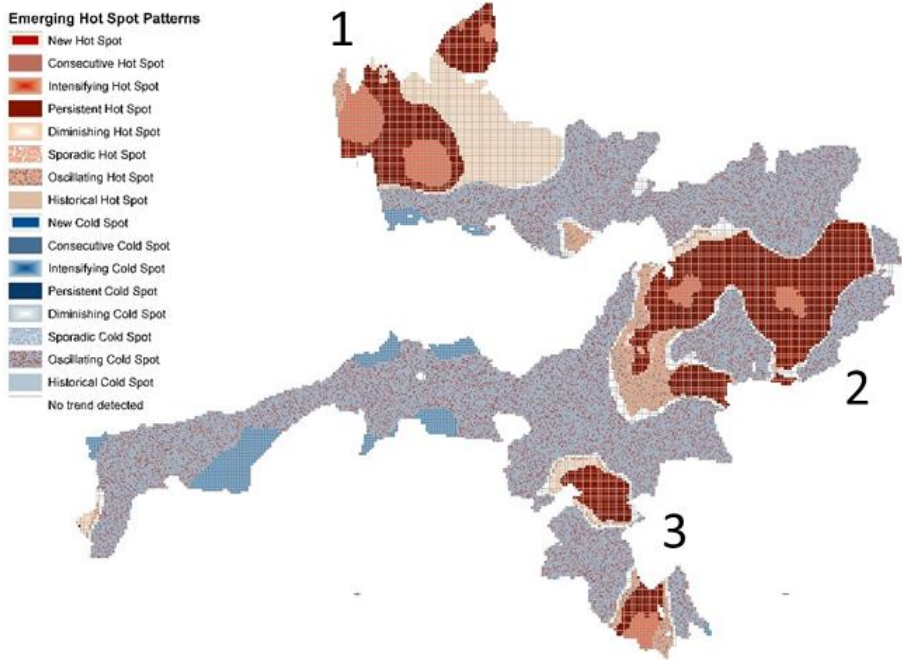 Emerging Hot Spot Patterns
New Hot Spot
Consecutive Hot Spot
Intensifying Hot Spot
Persistent Hot Spot
Diminishing Hot Spot
Sporadic Hot Spot
Oscillating Hot Spot
Historical Hot Spot
New Cold Spot
Consecutive Cold Spot
Intensifying Cold Spot
Persistent Cold Spot
Diminishing Cold Spot
Sporadic Cold Spot
Oscillating Cold Spot
Historical Cold Spot
No trend detected
1
2
3